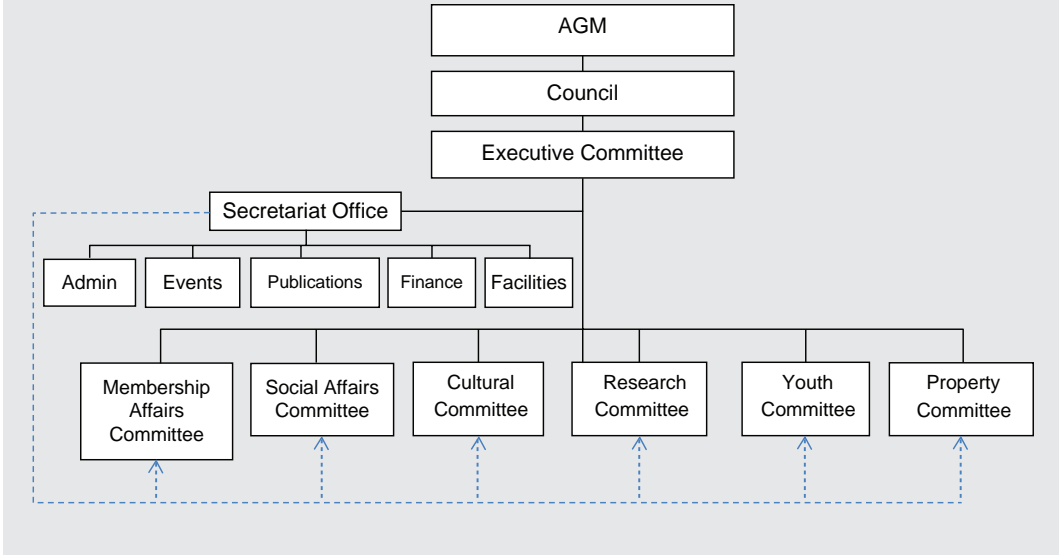 AGM
Council
Executive Committee
Secretariat Office
Admin
Events
Publications
Finance
Facilities
Membership
Affairs
Committee
Social Affairs
Committee
Cultural
Committee
Research
Committee
Youth
Committee
Property
Committee